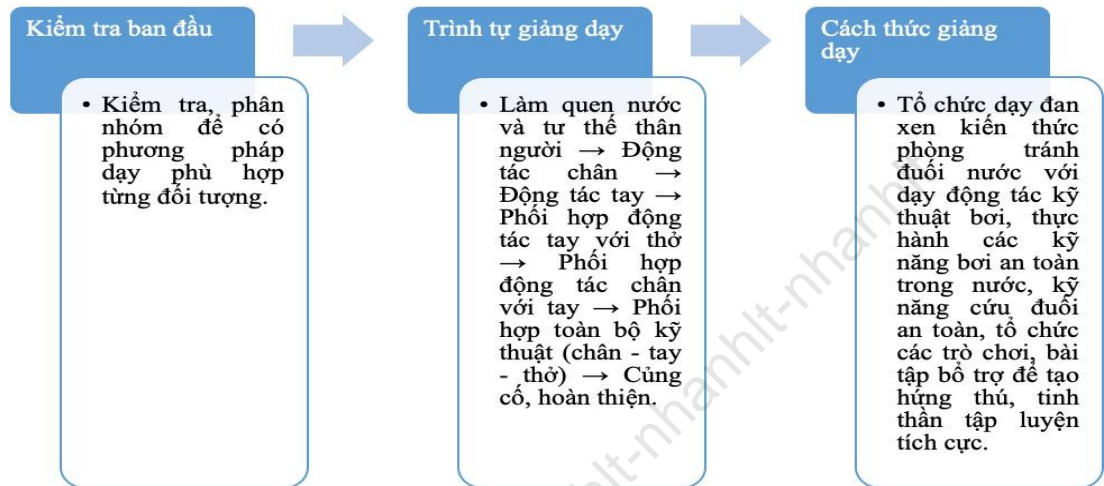 Kiểm tra ban đầu
• Kiểm tra, phân
nhóm để có
phương pháp
dạy phù hợp
từng đối tượng.
Trình tự giảng dạy
• Làm quen nước
và tư thế thân
người → Động
tác chân →
Động tác tay →
Phối hợp động
tác tay với thở
→ Phối hợp
động tác chân
với tay → Phối
hợp toàn bộ kỹ
thuật (chân - tay
- thở) → Củng
cố, hoàn thiện.
Cách thức giảng
dạy
• Tổ chức dạy đan
xen kiến thức
phòng tránh
đuối nước với
dạy động tác kỹ
thuật bơi, thực
hành các kỹ
năng bơi an toàn
trong nước, kỹ
năng cứu đuối
an toàn, tổ chức
các trò chơi, bài
tập bổ trợ để tạo
hứng thú, tinh
thần tập luyện
tích cực.